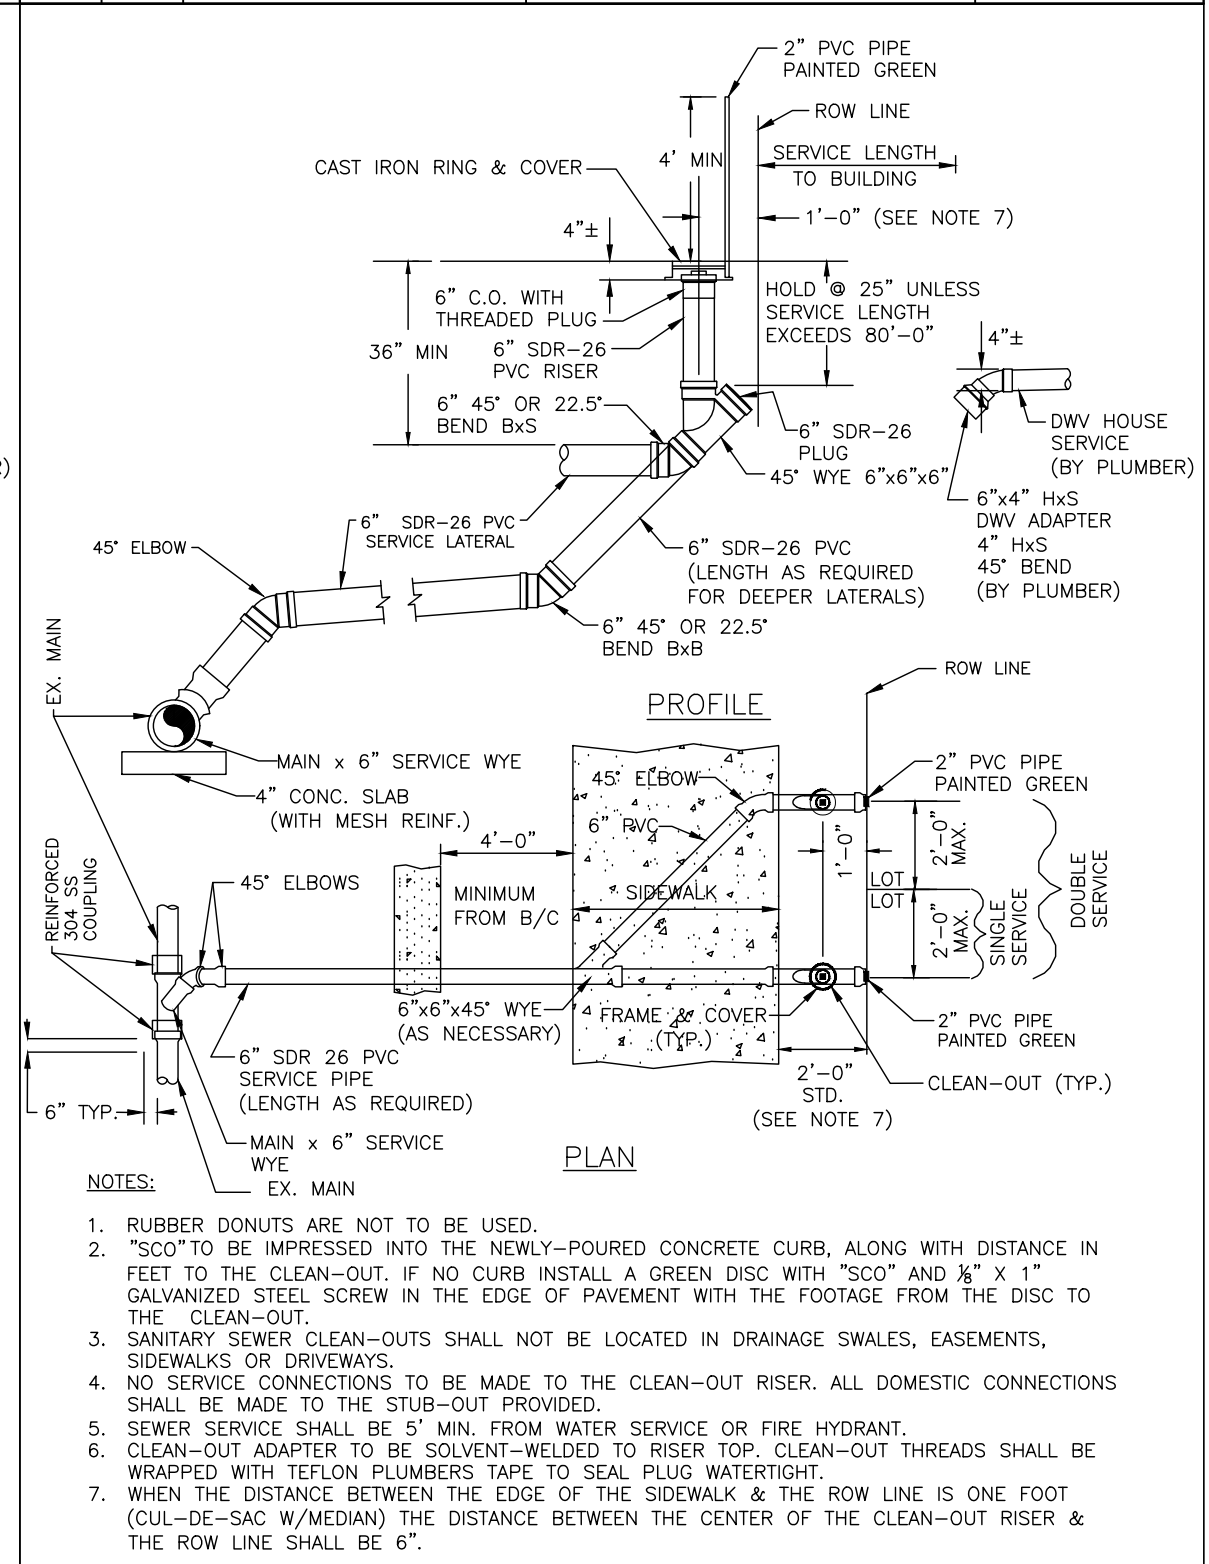 2" PVC PIPE
PAINTED GREEN
ROW LINE
4' MIN
SERVICE LENGTH
TO BUILDING
CAST IRON RING & COVER
1'-0" (SEE NOTE 7)
4"±
6" C.O. WITH
THREADED PLUG
HOLD @ 25" UNLESS
SERVICE LENGTH
EXCEEDS 80'-0"
36" MIN
6" SDR-26
PVC RISER
4"±
6" 45° OR 22.5°
BEND BxS
6" SDR-26
PLUG
DWV HOUSE
SERVICE
(BY PLUMBER)
R)
45° WYE 6"x6"x6"
6"x4" HxS
DWV ADAPTER
4" HxS
45° BEND
(BY PLUMBER)
6" SDR-26 PVC
SERVICE LATERAL
45° ELBOW
6" SDR-26 PVC
(LENGTH AS REQUIRED
FOR DEEPER LATERALS)
6" 45° OR 22.5°
BEND BxB
EX. MAIN
ROW LINE
PROFILE
MAIN x 6" SERVICE WYE
4" CONC. SLAB
(WITH MESH REINF.)
45° ELBOW
2" PVC PIPE
PAINTED GREEN
6" PVC
4'-0"
1'-0"
2'-0"
MAX.
REINFORCED
304 SS
COUPLING
45° ELBOWS
MINIMUM
FROM B/C
SIDEWALK
LOT
LOT
2'-0"
MAX.
SINGLE
SERVICE
DOUBLE
SERVICE
6"x6"x45° WYE
(AS NECESSARY)
FRAME & COVER
(TYP.)
2" PVC PIPE
PAINTED GREEN
6" SDR 26 PVC
SERVICE PIPE
(LENGTH AS REQUIRED)
2'-0"
STD.
(SEE NOTE 7)
CLEAN-OUT (TYP.)
6" TYP.
MAIN x 6" SERVICE
WYE
EX. MAIN
PLAN
NOTES:
1. RUBBER DONUTS ARE NOT TO BE USED.
2. "SCO" TO BE IMPRESSED INTO THE NEWLY-POURED CONCRETE CURB, ALONG WITH DISTANCE IN
FEET TO THE CLEAN-OUT. IF NO CURB INSTALL A GREEN DISC WITH "SCO" AND ⅛" X 1"
GALVANIZED STEEL SCREW IN THE EDGE OF PAVEMENT WITH THE FOOTAGE FROM THE DISC TO
THE CLEAN-OUT.
3. SANITARY SEWER CLEAN-OUTS SHALL NOT BE LOCATED IN DRAINAGE SWALES, EASEMENTS,
SIDEWALKS OR DRIVEWAYS.
4. NO SERVICE CONNECTIONS TO BE MADE TO THE CLEAN-OUT RISER. ALL DOMESTIC CONNECTIONS
SHALL BE MADE TO THE STUB-OUT PROVIDED.
5. SEWER SERVICE SHALL BE 5' MIN. FROM WATER SERVICE OR FIRE HYDRANT.
6. CLEAN-OUT ADAPTER TO BE SOLVENT-WELDED TO RISER TOP. CLEAN-OUT THREADS SHALL BE
WRAPPED WITH TEFLON PLUMBERS TAPE TO SEAL PLUG WATERTIGHT.
7. WHEN THE DISTANCE BETWEEN THE EDGE OF THE SIDEWALK & THE ROW LINE IS ONE FOOT
(CUL-DE-SAC W/MEDIAN) THE DISTANCE BETWEEN THE CENTER OF THE CLEAN-OUT RISER &
THE ROW LINE SHALL BE 6".